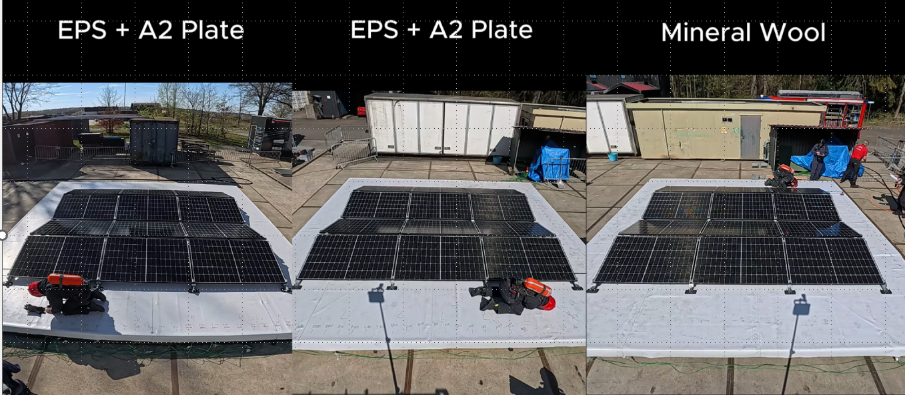 EPS + A2 Plate
EPS + A2 Plate
Mineral Wool